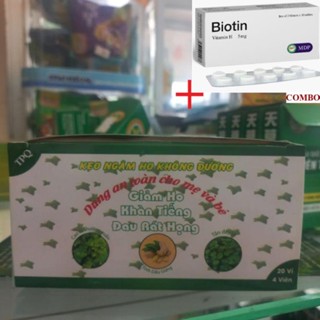 Biotin
Vitamin H 5mg
MDP
COMBO
TPQ
KẸO NGẬM HO KHÔNG ĐƯỜNG
Dùng an toàn cho mẹ và bé
Giảm Ho
Khản Tiếng
Đau Rát Họng
20 Vỉ
4 Viên